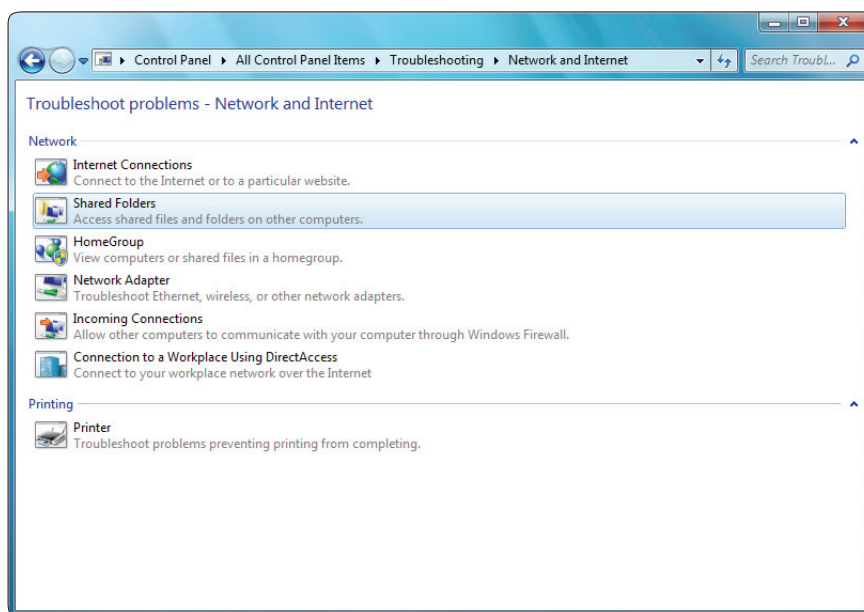 Control Panel ▸ All Control Panel Items ▸ Troubleshooting ▸ Network and Internet
Search Troubl...
Troubleshoot problems - Network and Internet
Network
Internet Connections
Connect to the Internet or to a particular website.
Shared Folders
Access shared files and folders on other computers.
HomeGroup
View computers or shared files in a homegroup.
Network Adapter
Troubleshoot Ethernet, wireless, or other network adapters.
Incoming Connections
Allow other computers to communicate with your computer through Windows Firewall.
Connection to a Workplace Using DirectAccess
Connect to your workplace network over the Internet
Printing
Printer
Troubleshoot problems preventing printing from completing.